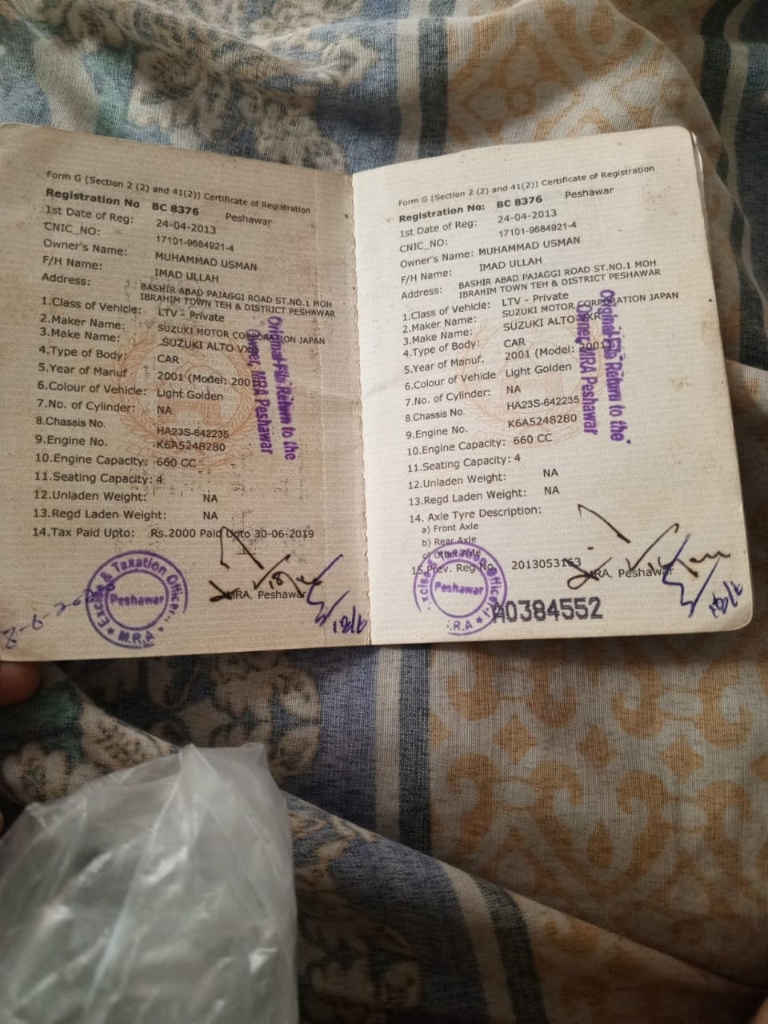 Form G [Section 2 (2) and 41(2)] Certificate of Registration
Registration No BC 8376 Peshawar
1st Date of Reg: 24-04-2013
CNIC_NO: 17101-9684921-4
Owner's Name: MUHAMMAD USMAN
F/H Name: IMAD ULLAH
Address: BASHIR ABAD PAJAGGI ROAD ST.NO.1 MOH
IBRAHIM TOWN TEH & DISTRICT PESHAWAR
1.Class of Vehicle: LTV - Private
2.Maker Name: SUZUKI MOTOR CORPORATION JAPAN
3.Make Name: SUZUKI ALTO VXR
4.Type of Body: CAR
5.Year of Manuf 2001 (Model: 2001)
6.Colour of Vehicle: Light Golden
7.No. of Cylinder: NA
8.Chassis No. HA23S-642235
9.Engine No. K6A5248280
10.Engine Capacity: 660 CC
11.Seating Capacity: 4
12.Unladen Weight: NA
13.Regd Laden Weight: NA
14.Tax Paid Upto: Rs.2000 Paid Upto 30-06-2019
MRA, Peshawar
Original File Return to the
Owner, MRA Peshawar
Excise & Taxation Officer
Peshawar
M.R.A
Form G [Section 2 (2) and 41(2)] Certificate of Registration
Registration No: BC 8376 Peshawar
1st Date of Reg: 24-04-2013
CNIC_NO: 17101-9684921-4
Owner's Name: MUHAMMAD USMAN
F/H Name: IMAD ULLAH
Address: BASHIR ABAD PAJAGGI ROAD ST.NO.1 MOH
IBRAHIM TOWN TEH & DISTRICT PESHAWAR
1.Class of Vehicle: LTV - Private
2.Maker Name: SUZUKI MOTOR CORPORATION JAPAN
3.Make Name: SUZUKI ALTO VXR
4.Type of Body: CAR
5.Year of Manuf. 2001 (Model: 2001)
6.Colour of Vehicle Light Golden
7.No. of Cylinder: NA
8.Chassis No. HA23S-642235
9.Engine No. K6A5248280
10.Engine Capacity: 660 CC
11.Seating Capacity: 4
12.Unladen Weight: NA
13.Regd Laden Weight: NA
14. Axle Tyre Description:
a) Front Axle
b) Rear Axle
c) Other Axle
15.Prev. Reg No. 2013053163
MRA, Peshawar
Original File Return to the
Owner, MRA Peshawar
Peshawar
A0384552